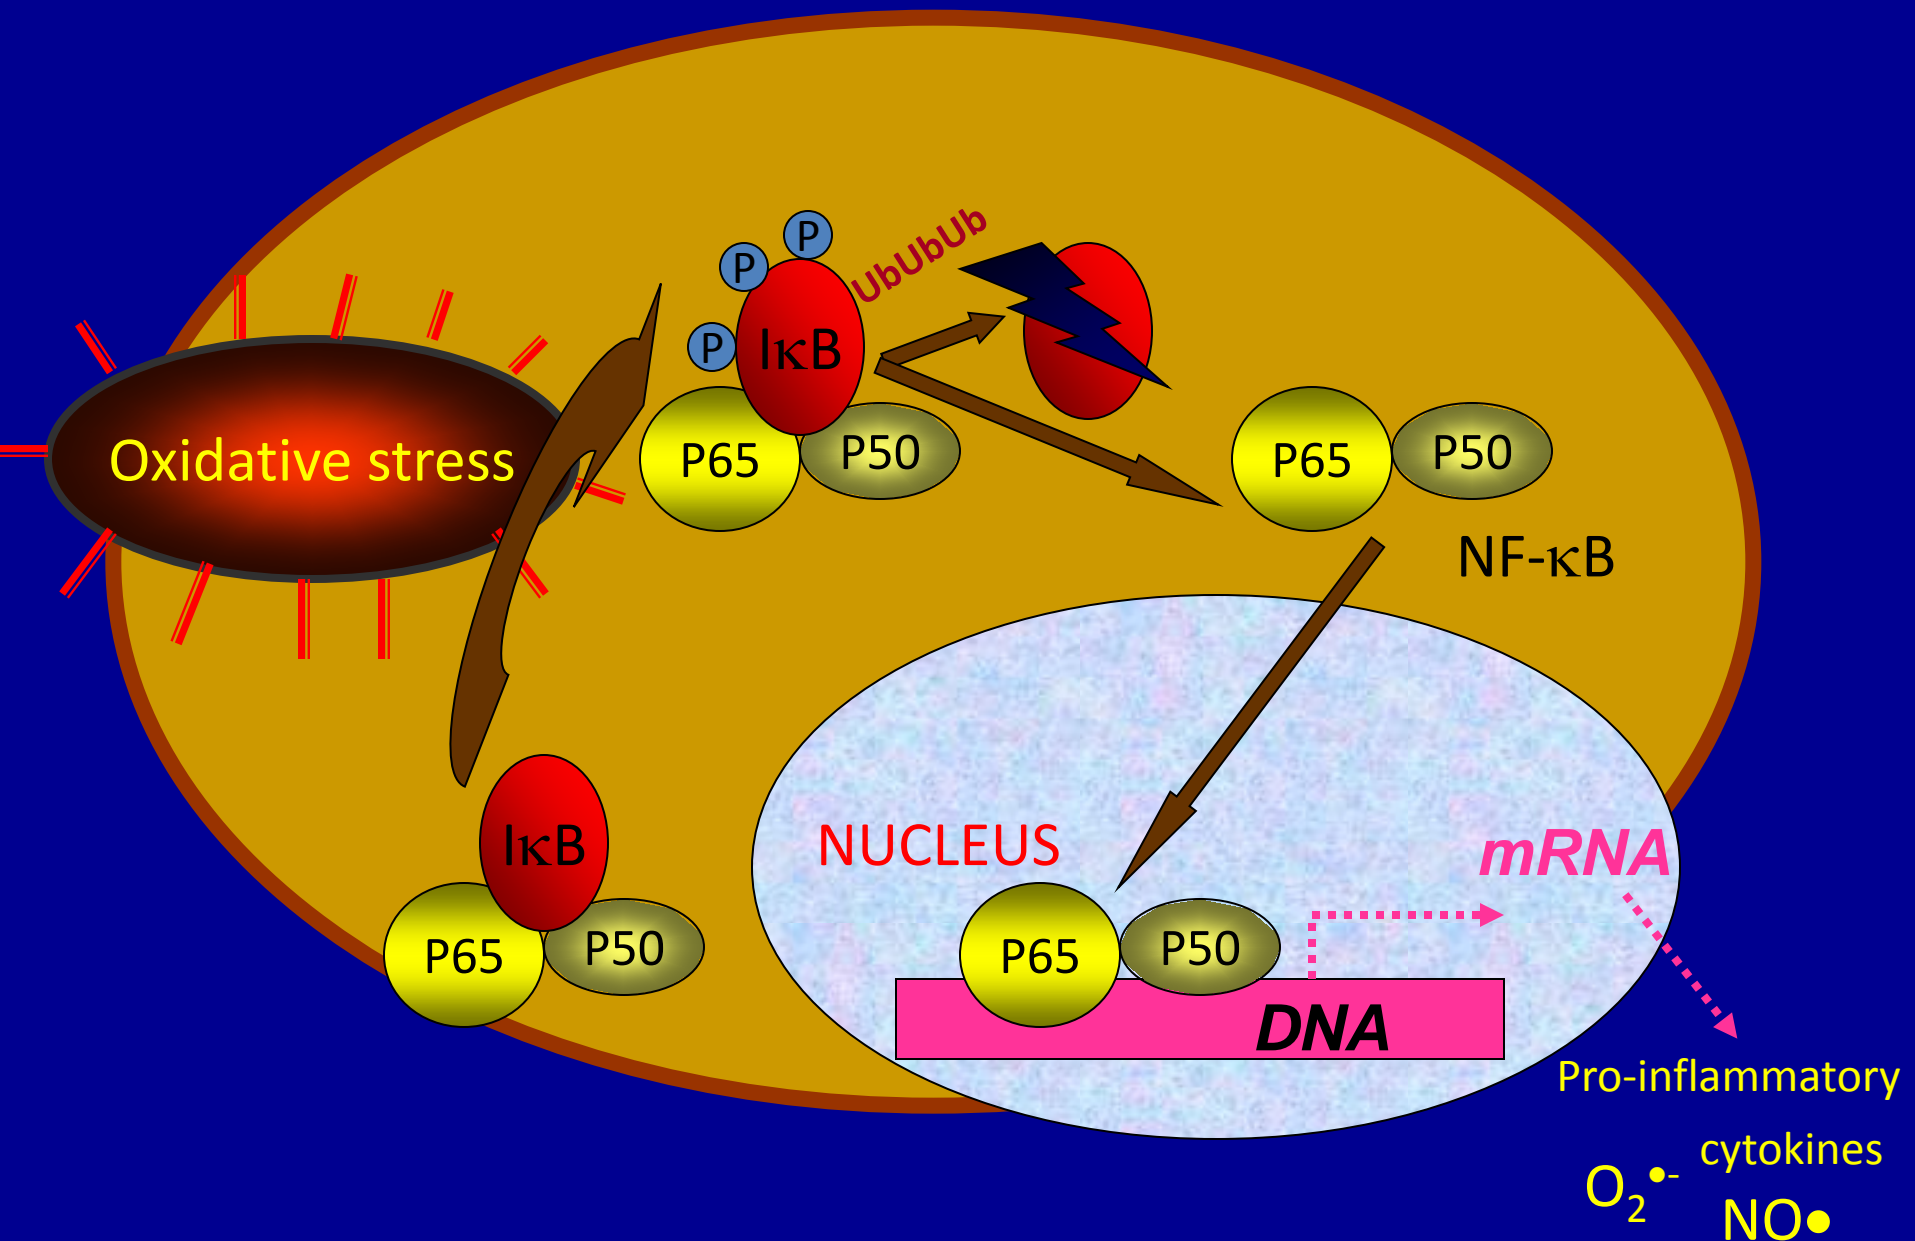 P
P
UbUbUb
P
IκB
P65
P50
Oxidative stress
P65
P50
NF-κB
IκB
P65
P50
NUCLEUS
mRNA
P65
P50
DNA
Pro-inflammatory
cytokines
O₂•-
NO●